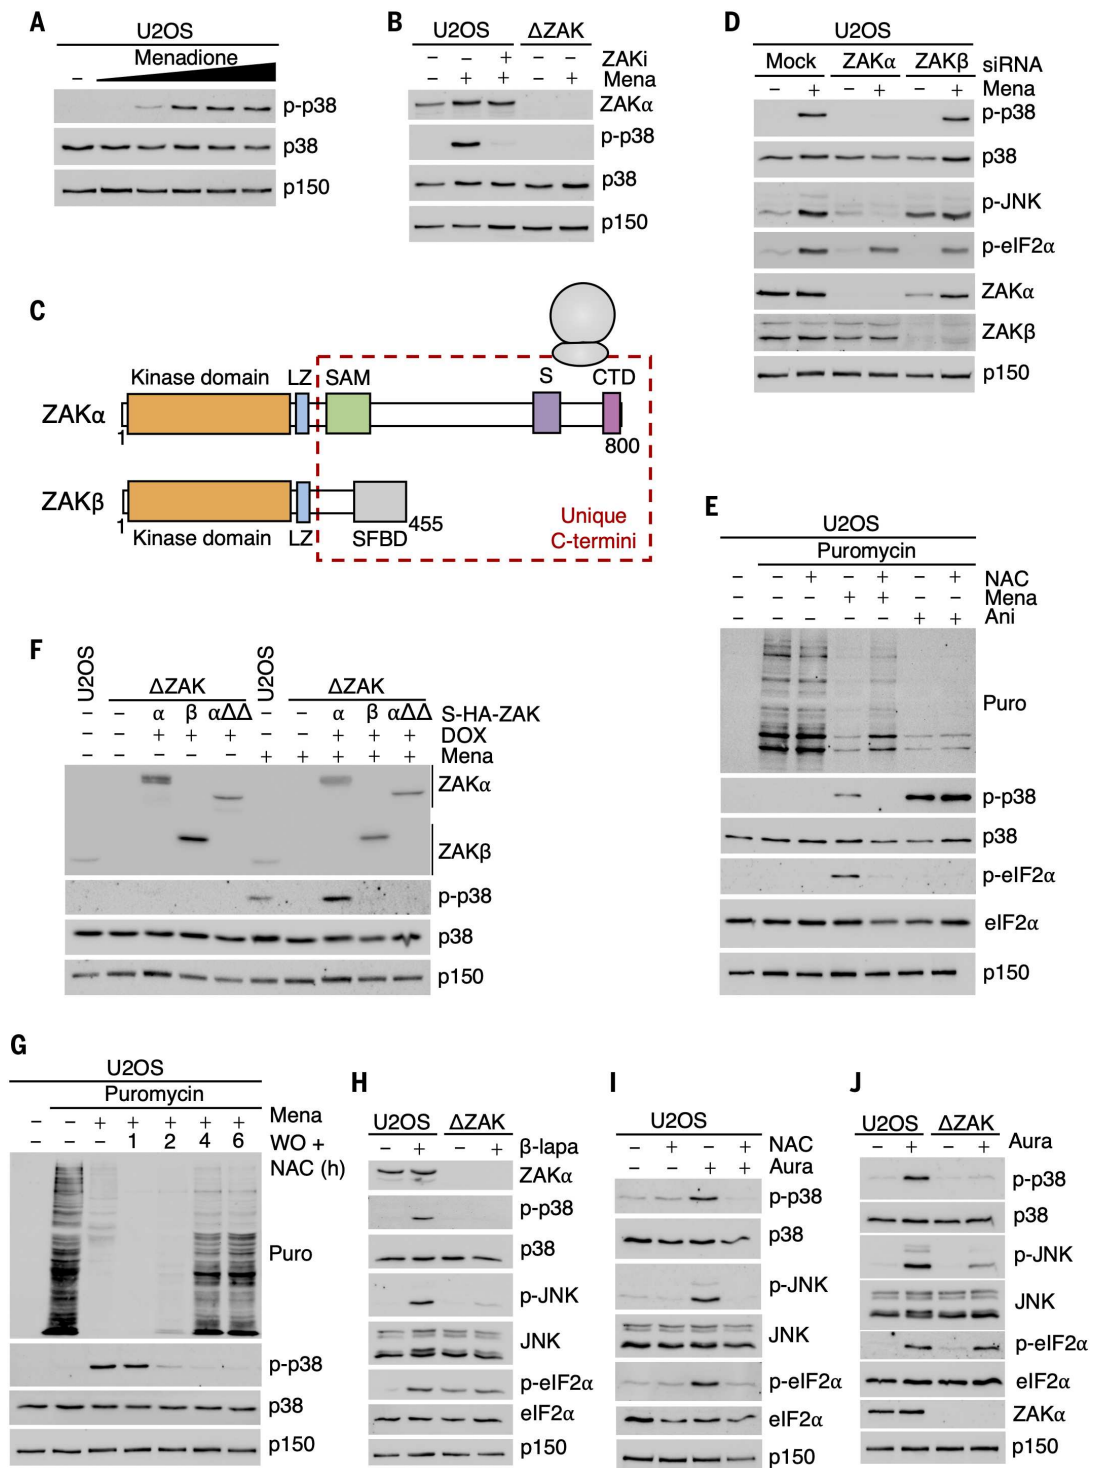 A
U2OS
Menadione
–
p-p38
p38
p150
B
U2OS ΔZAK
– – + – – ZAKi
– + + – + Mena
ZAKα
p-p38
p38
p150
C
Kinase domain LZ SAM S CTD
ZAKα
1 800
ZAKβ
1 455
Kinase domain LZ SFBD
Unique
C-termini
D
U2OS
Mock ZAKα ZAKβ siRNA
– + – + – + Mena
p-p38
p38
p-JNK
p-eIF2α
ZAKα
ZAKβ
p150
E
U2OS
Puromycin
– – + – + – + NAC
– – – + + – – Mena
– – – – – + + Ani
Puro
p-p38
p38
p-eIF2α
eIF2α
p150
F
U2OS ΔZAK U2OS ΔZAK
– – α β αΔΔ – – α β αΔΔ S-HA-ZAK
– – + + + – – + + + DOX
– – – – – + + + + + Mena
ZAKα
ZAKβ
p-p38
p38
p150
G
U2OS
Puromycin
– – + + + + + Mena
– – – 1 2 4 6 WO +
NAC (h)
Puro
p-p38
p38
p150
H
U2OS ΔZAK
– + – + β-lapa
ZAKα
p-p38
p38
p-JNK
JNK
p-eIF2α
eIF2α
p150
I
U2OS
– + – + NAC
– – + + Aura
p-p38
p38
p-JNK
JNK
p-eIF2α
eIF2α
p150
J
U2OS ΔZAK
– + – + Aura
p-p38
p38
p-JNK
JNK
p-eIF2α
eIF2α
ZAKα
p150